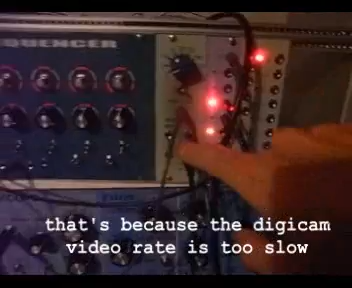 QUENCER
that's because the digicam
video rate is too slow